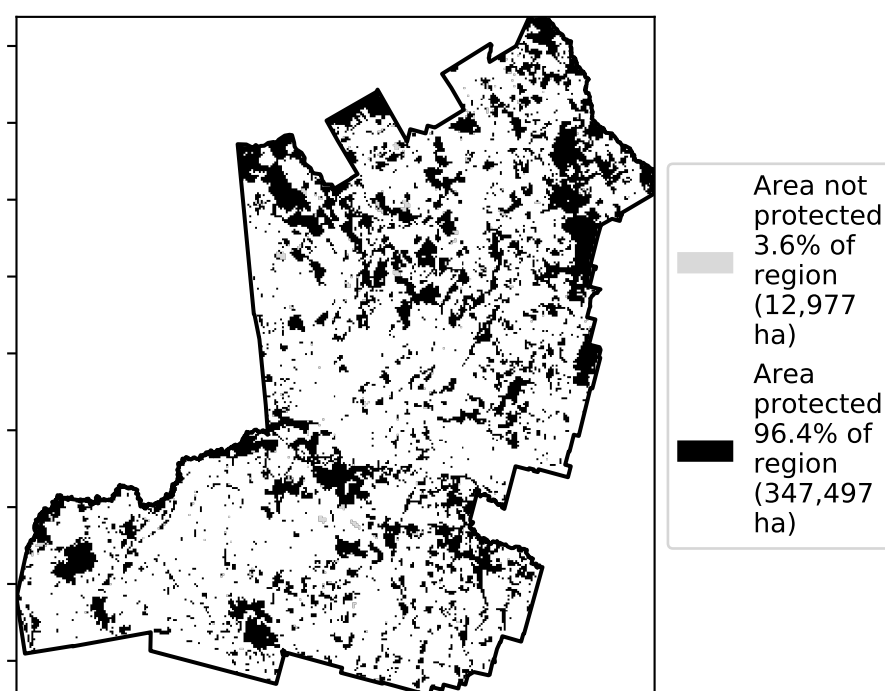 Area not
protected
3.6% of
region
(12,977
ha)
Area
protected
96.4% of
region
(347,497
ha)